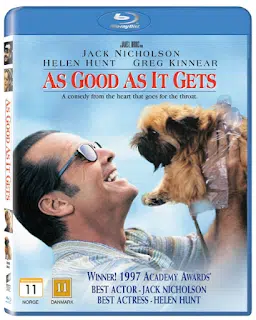 Blu-ray Disc
JACK NICHOLSON
HELEN HUNT GREG KINNEAR
AS GOOD AS IT GETS
A comedy from the heart that goes for the throat.
AS GOOD AS IT GETS
WINNER! 1997 ACADEMY AWARDS®
BEST ACTOR - JACK NICHOLSON
BEST ACTRESS - HELEN HUNT
11
NORGE
11
DANMARK